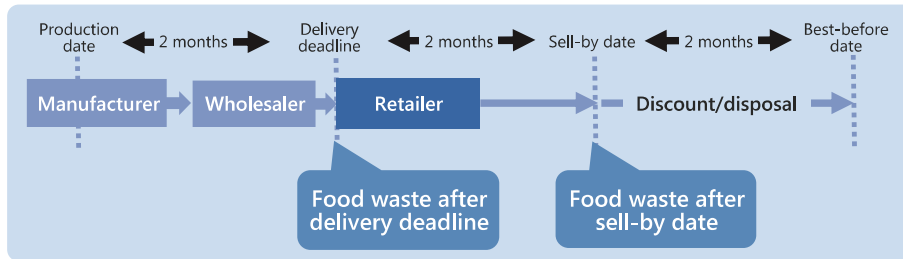 Production
date
2 months
Delivery
deadline
2 months
Sell-by date
2 months
Best-before
date
Manufacturer
Wholesaler
Retailer
Discount/disposal
Food waste after
delivery deadline
Food waste after
sell-by date